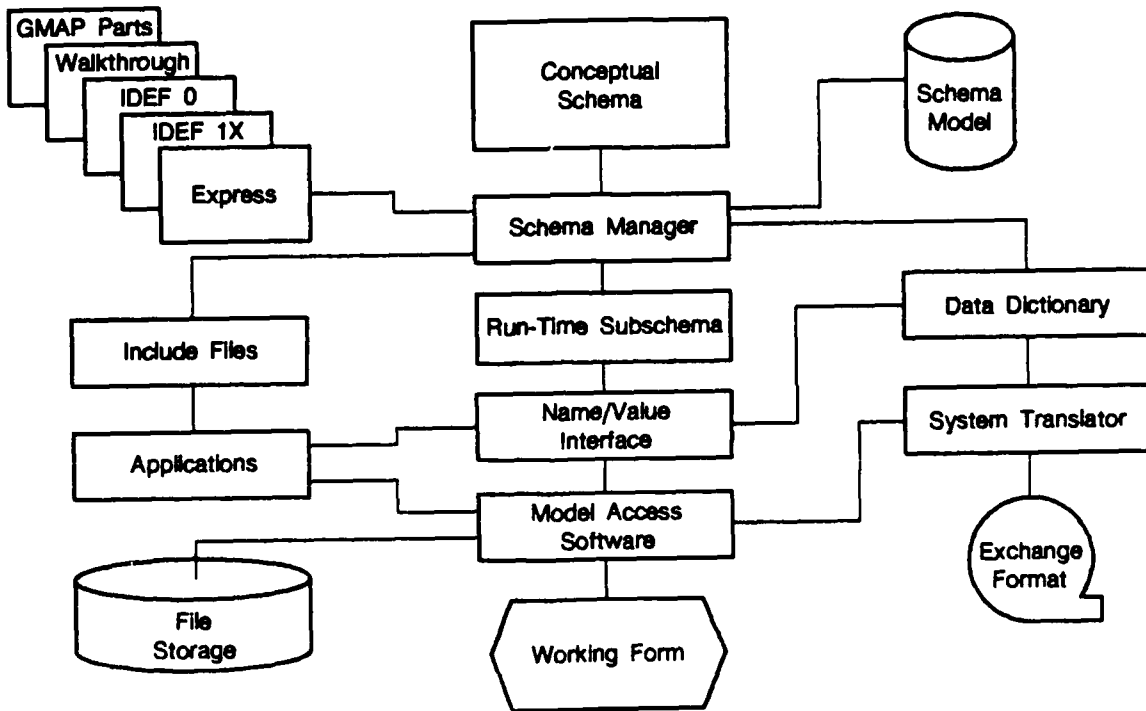 GMAP Parts
Walkthrough
IDEF 0
IDEF 1X
Express
Conceptual
Schema
Schema
Model
Schema Manager
Run-Time Subschema
Data Dictionary
Include Files
Name/Value
Interface
System Translator
Applications
Model Access
Software
Exchange
Format
File
Storage
Working Form